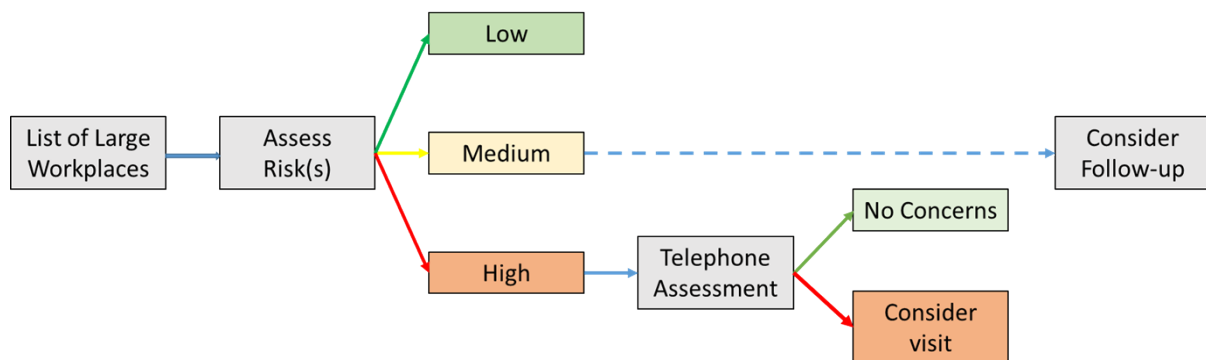 Low
List of Large
Workplaces
Assess
Risk(s)
Medium
Consider
Follow-up
No Concerns
High
Telephone
Assessment
Consider
visit